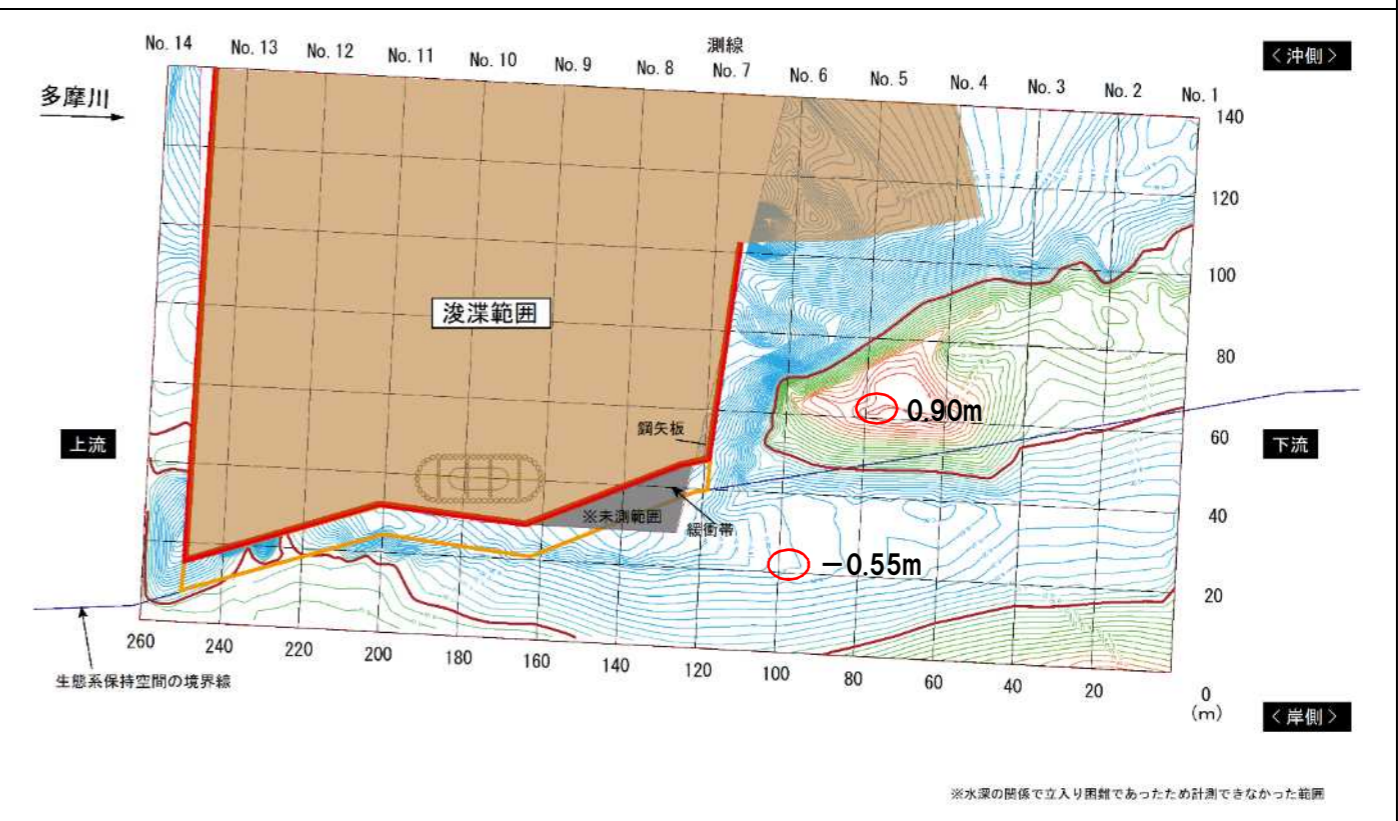 No. 14
No. 13
No. 12
No. 11
No. 10
No. 9
No. 8
測線
No. 7
No. 6
No. 5
No. 4
No. 3
No. 2
No. 1
<沖側>
多摩川
140
120
100
80
60
40
20
0
(m)
浚渫範囲
鋼矢板
0.90m
上流
下流
※未測範囲
緩衝帯
-0.55m
260
240
220
200
180
160
140
120
100
80
60
40
20
生態系保持空間の境界線
<岸側>
※水深の関係で立入り困難であったため計測できなかった範囲